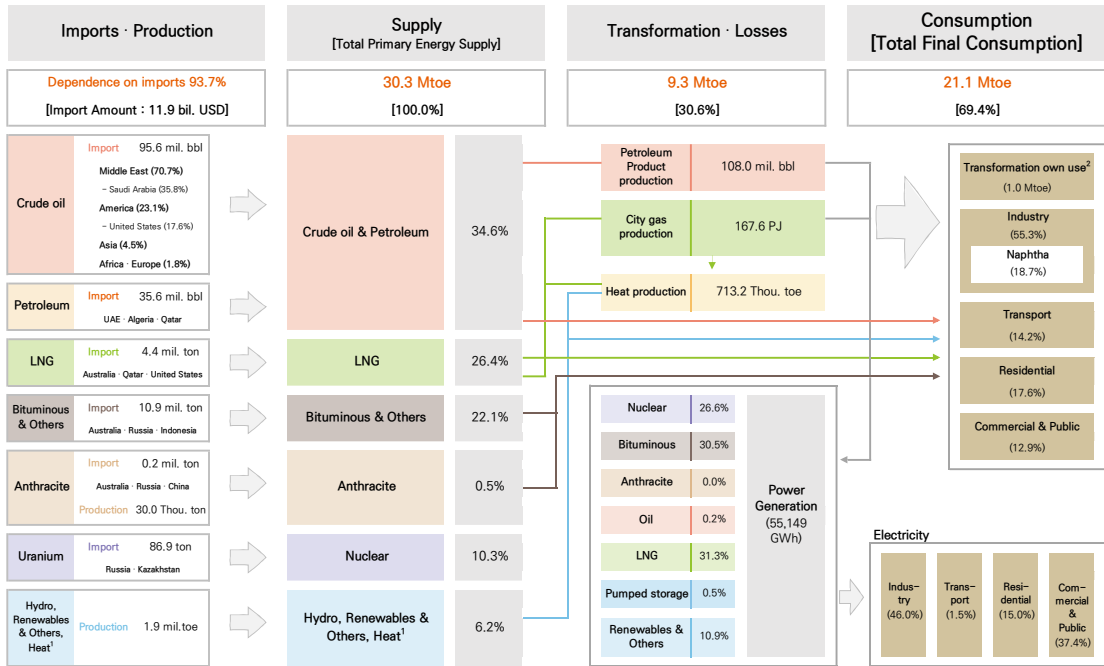 Imports · Production
Supply
[Total Primary Energy Supply]
Transformation · Losses
Consumption
[Total Final Consumption]
Dependence on imports 93.7%
[Import Amount : 11.9 bil. USD]
30.3 Mtoe
[100.0%]
9.3 Mtoe
[30.6%]
21.1 Mtoe
[69.4%]
Crude oil
Import 95.6 mil. bbl
Middle East (70.7%)
- Saudi Arabia (35.8%)
America (23.1%)
- United States (17.6%)
Asia (4.5%)
Africa · Europe (1.8%)
Petroleum
Import 35.6 mil. bbl
UAE · Algeria · Qatar
LNG
Import 4.4 mil. ton
Australia · Qatar · United States
Bituminous
& Others
Import 10.9 mil. ton
Australia · Russia · Indonesia
Anthracite
Import 0.2 mil. ton
Australia · Russia · China
Production 30.0 Thou. ton
Uranium
Import 86.9 ton
Russia · Kazakhstan
Hydro,
Renewables
& Others,
Heat¹
Production 1.9 mil.toe
Crude oil & Petroleum 34.6%
LNG 26.4%
Bituminous & Others 22.1%
Anthracite 0.5%
Nuclear 10.3%
Hydro, Renewables &
Others, Heat¹
6.2%
Petroleum
Product
production
108.0 mil. bbl
City gas
production
167.6 PJ
Heat production 713.2 Thou. toe
Nuclear 26.6%
Bituminous 30.5%
Anthracite 0.0%
Oil 0.2%
LNG 31.3%
Pumped storage 0.5%
Renewables &
Others
10.9%
Power
Generation
(55,149
GWh)
Transformation own use²
(1.0 Mtoe)
Industry
(55.3%)
Naphtha
(18.7%)
Transport
(14.2%)
Residential
(17.6%)
Commercial & Public
(12.9%)
Electricity
Indus-
try
(46.0%)
Trans-
port
(1.5%)
Resi-
dential
(15.0%)
Com-
mercial
&
Public
(37.4%)